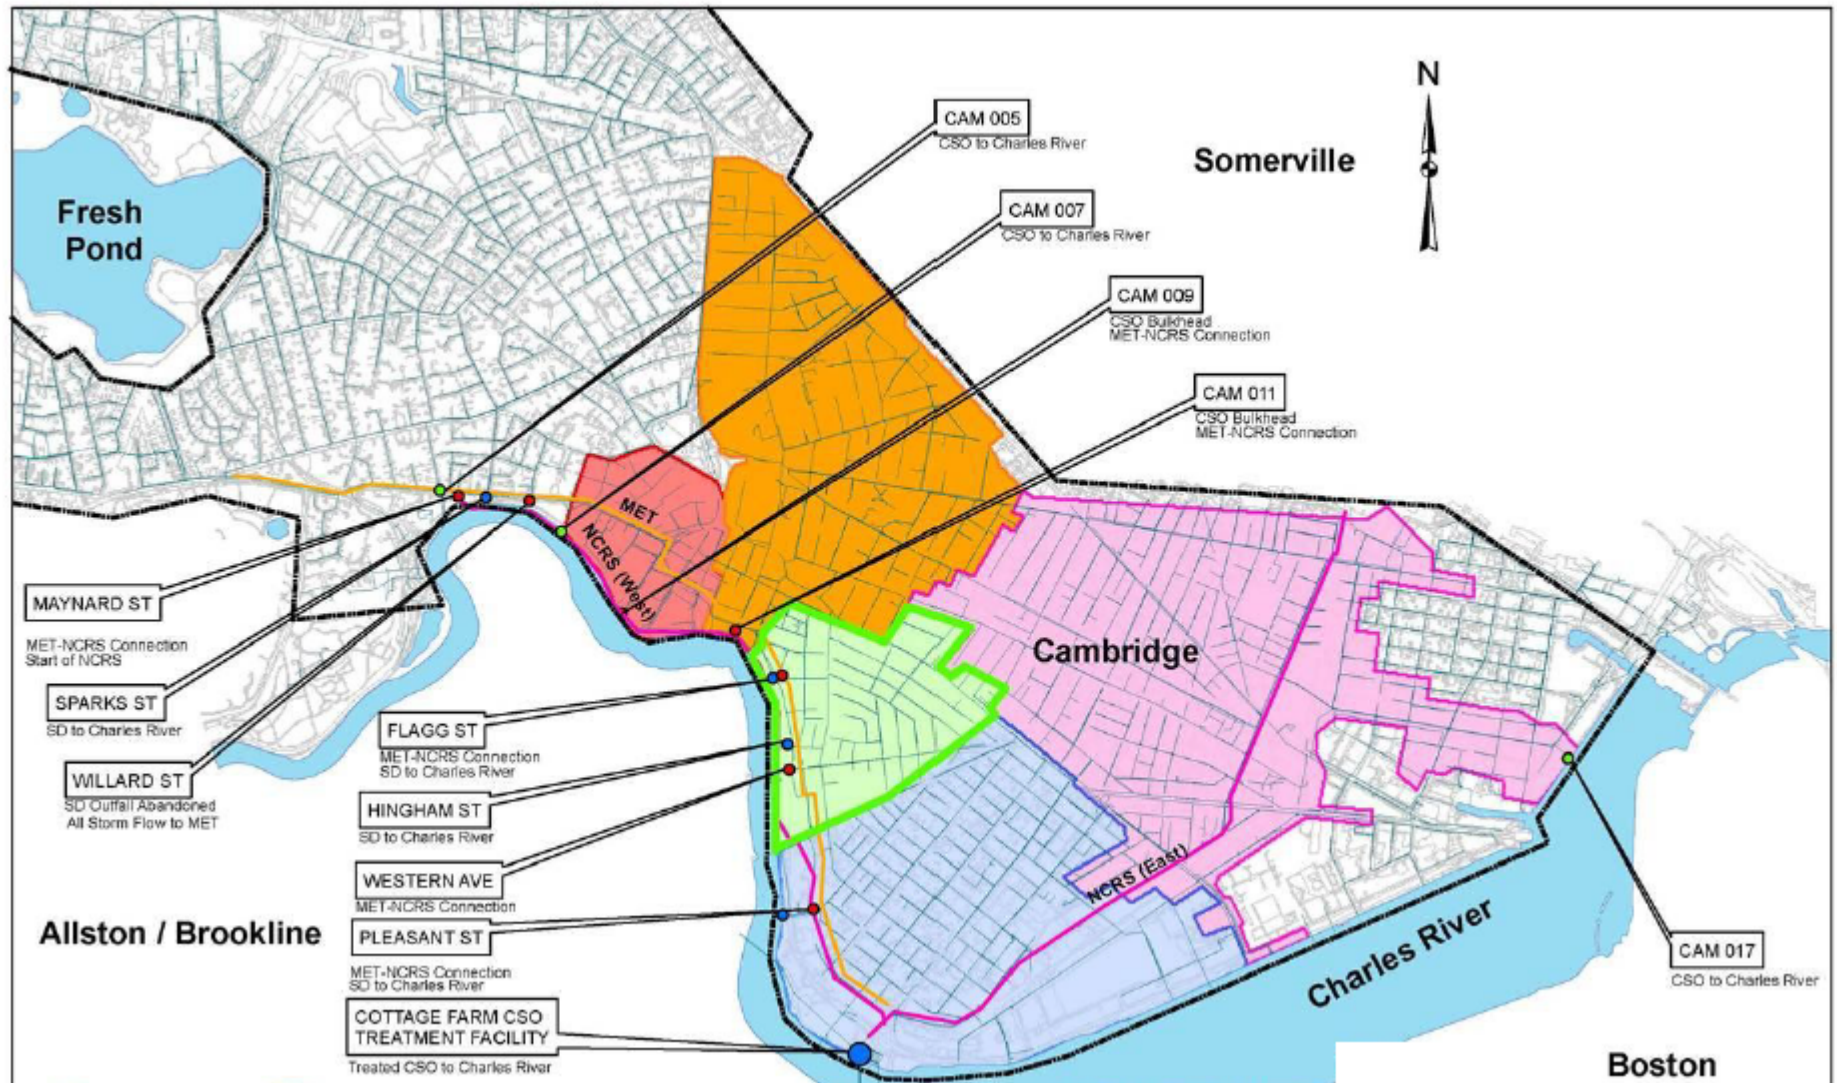 N
CAM 005
CSO to Charles River
Somerville
CAM 007
CSO to Charles River
Fresh
Pond
CAM 009
CSO Bulkhead
MET-NCRS Connection
CAM 011
CSO Bulkhead
MET-NCRS Connection
MET
NCRS (West)
MAYNARD ST
MET-NCRS Connection
Start of NCRS
Cambridge
SPARKS ST
SD to Charles River
FLAGG ST
MET-NCRS Connection
SD to Charles River
WILLARD ST
SD Outfall Abandoned
All Storm Flow to MET
HINGHAM ST
SD to Charles River
WESTERN AVE
MET-NCRS Connection
NCRS (East)
Allston / Brookline
PLEASANT ST
MET-NCRS Connection
SD to Charles River
Charles River
CAM 017
CSO to Charles River
COTTAGE FARM CSO
TREATMENT FACILITY
Treated CSO to Charles River
Boston